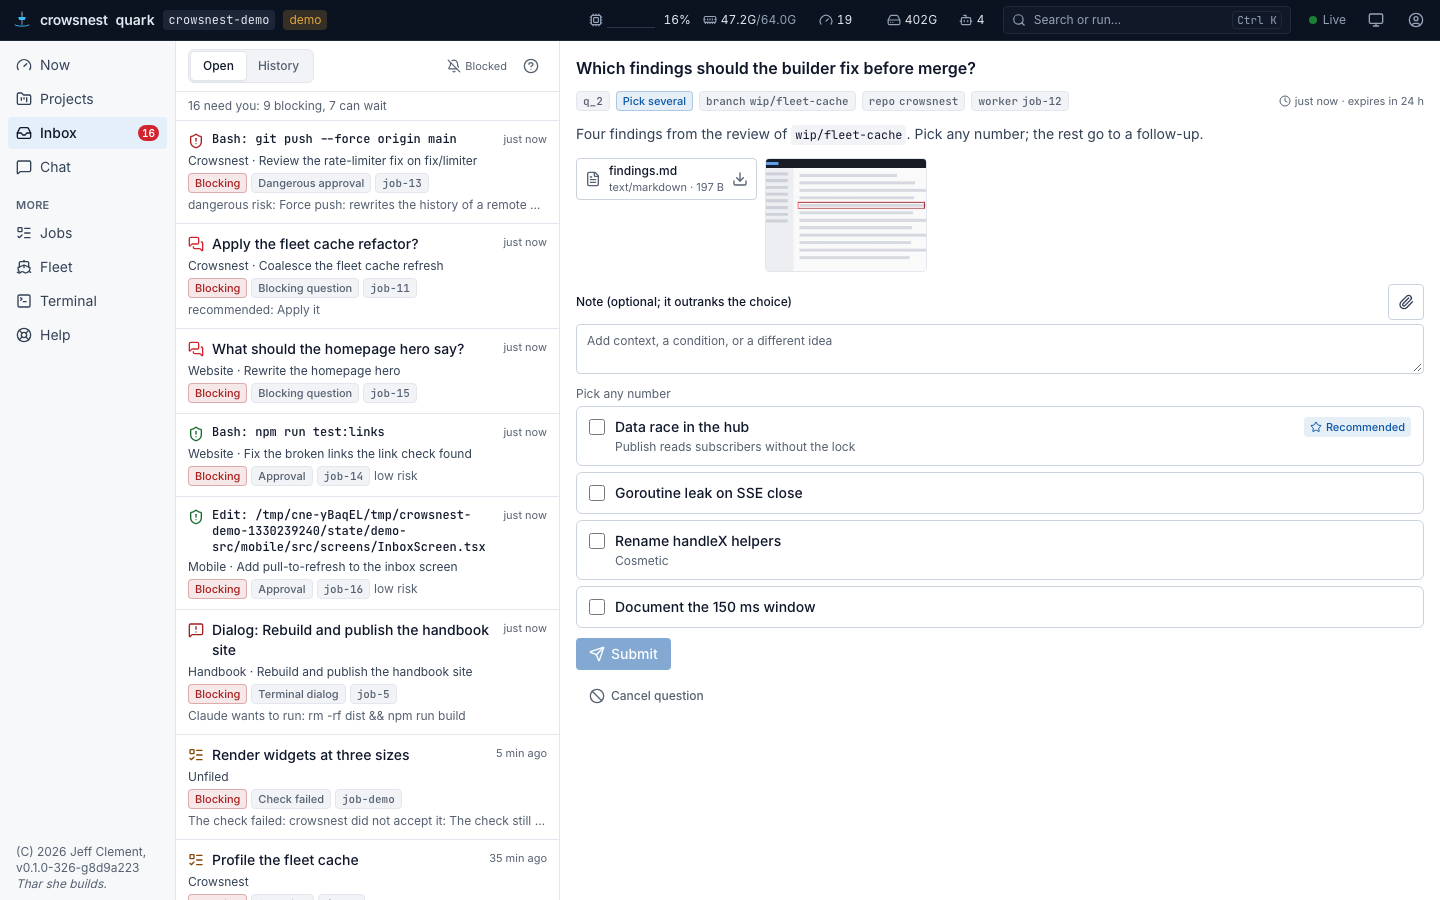 crowsnest quark crowsnest-demo demo
16% 47.2G/64.0G 19 402G 4
Search or run... Ctrl K
Live
Now
Projects
Inbox 16
Chat
MORE
Jobs
Fleet
Terminal
Help
(C) 2026 Jeff Clement,
v0.1.0-326-g8d9a223
Thar she builds.
Open History
Blocked
16 need you: 9 blocking, 7 can wait
Bash: git push --force origin main just now
Crowsnest · Review the rate-limiter fix on fix/limiter
Blocking Dangerous approval job-13
dangerous risk: Force push: rewrites the history of a remote ...
Apply the fleet cache refactor? just now
Crowsnest · Coalesce the fleet cache refresh
Blocking Blocking question job-11
recommended: Apply it
What should the homepage hero say? just now
Website · Rewrite the homepage hero
Blocking Blocking question job-15
Bash: npm run test:links just now
Website · Fix the broken links the link check found
Blocking Approval job-14 low risk
Edit: /tmp/cne-yBaqEL/tmp/crowsnest- just now
demo-1330239240/state/demo-
src/mobile/src/screens/InboxScreen.tsx
Mobile · Add pull-to-refresh to the inbox screen
Blocking Approval job-16 low risk
Dialog: Rebuild and publish the handbook just now
site
Handbook · Rebuild and publish the handbook site
Blocking Terminal dialog job-5
Claude wants to run: rm -rf dist && npm run build
Render widgets at three sizes 5 min ago
Unfiled
Blocking Check failed job-demo
The check failed: crowsnest did not accept it: The check still ...
Profile the fleet cache 35 min ago
Crowsnest
Which findings should the builder fix before merge?
q_2 Pick several branch wip/fleet-cache repo crowsnest worker job-12 just now · expires in 24 h
Four findings from the review of wip/fleet-cache. Pick any number; the rest go to a follow-up.
findings.md
text/markdown · 197 B
Note (optional; it outranks the choice)
Add context, a condition, or a different idea
Pick any number
Data race in the hub Recommended
Publish reads subscribers without the lock
Goroutine leak on SSE close
Rename handleX helpers
Cosmetic
Document the 150 ms window
Submit
Cancel question